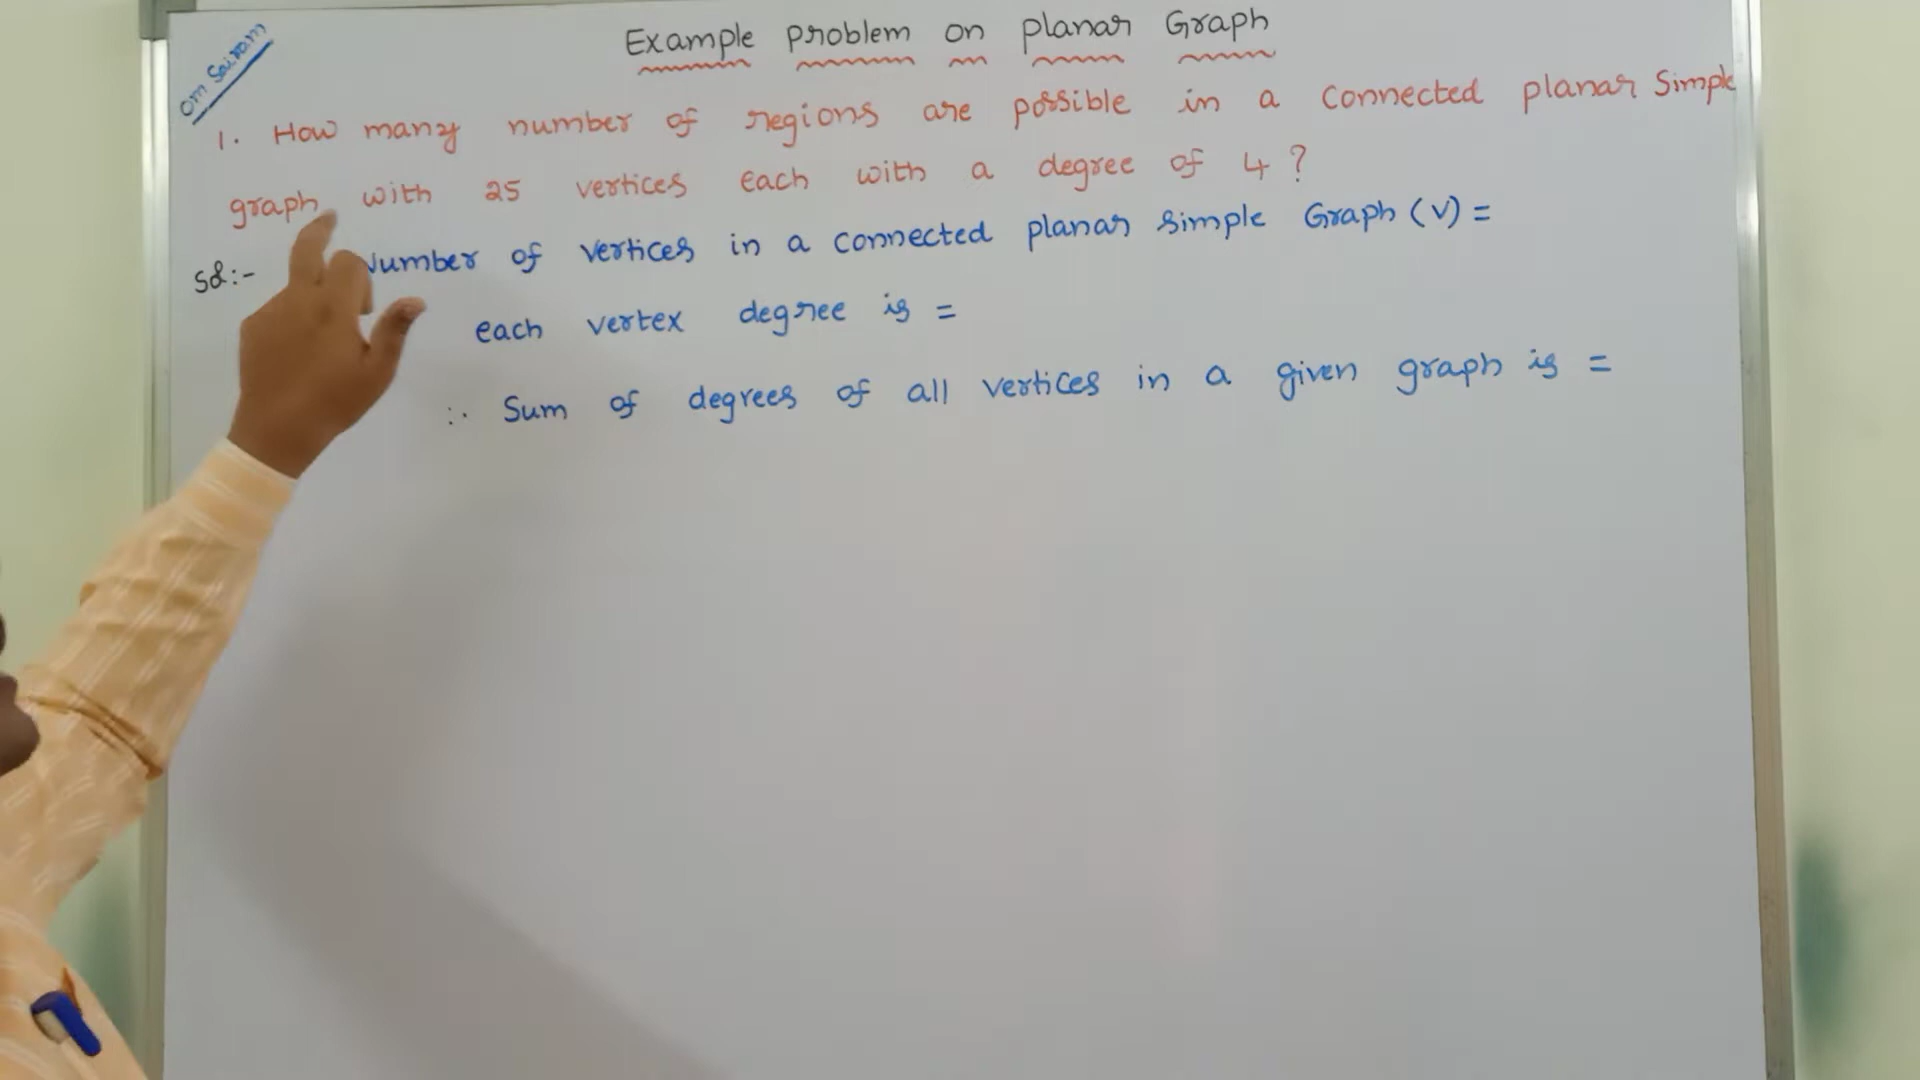 Om Sairam
Example problem on planar Graph
1. How many number of regions are possible in a connected planar Simple
graph with 25 vertices each with a degree of 4?
Sol:- Number of vertices in a connected planar simple Graph (V) =
each vertex degree is =
∴ Sum of degrees of all vertices in a given graph is =